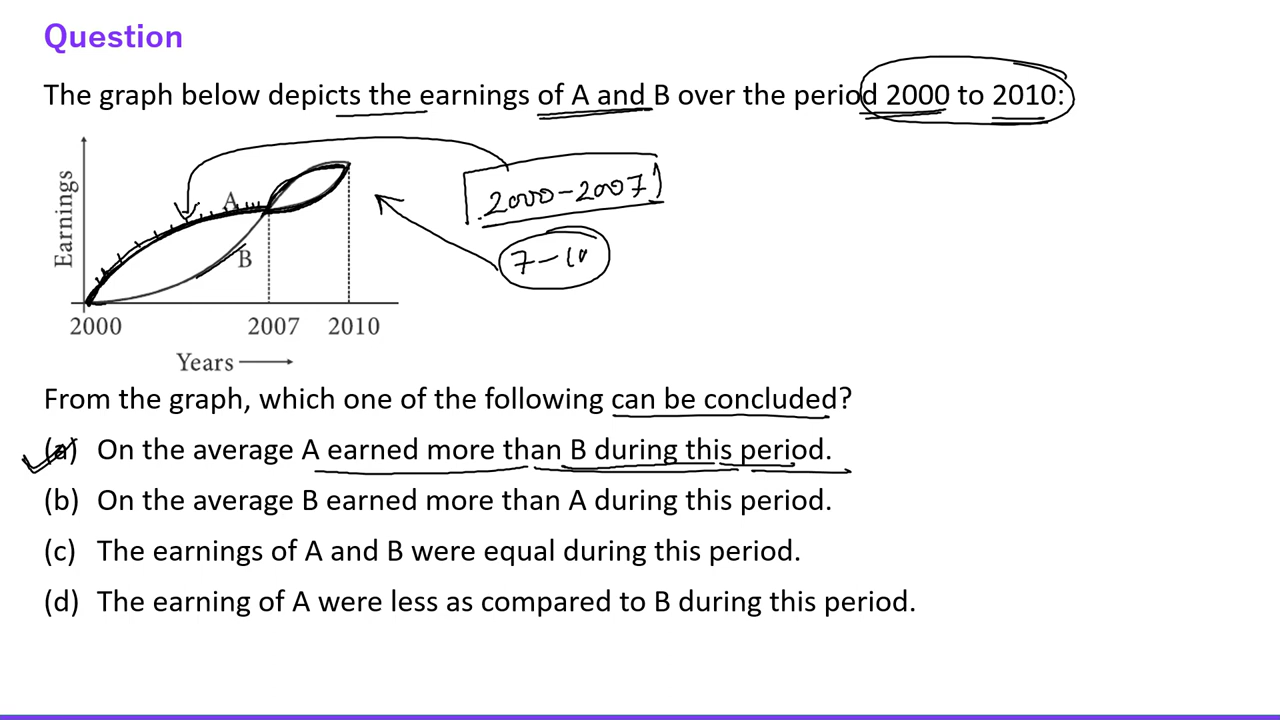 Question
The graph below depicts the earnings of A and B over the period 2000 to 2010:
Earnings
A
B
2000-2007
7-10
2000 2007 2010
Years
From the graph, which one of the following can be concluded?
(a) On the average A earned more than B during this period.
(b) On the average B earned more than A during this period.
(c) The earnings of A and B were equal during this period.
(d) The earning of A were less as compared to B during this period.